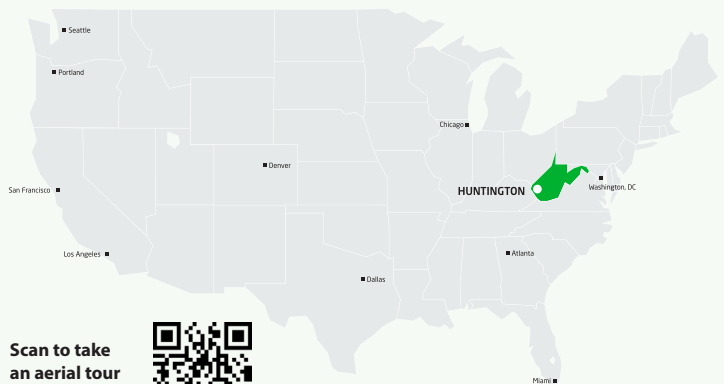 Seattle
Portland
Chicago
Denver
San Francisco
HUNTINGTON
Washington, DC
Los Angeles
Atlanta
Dallas
Scan to take
an aerial tour
Miami